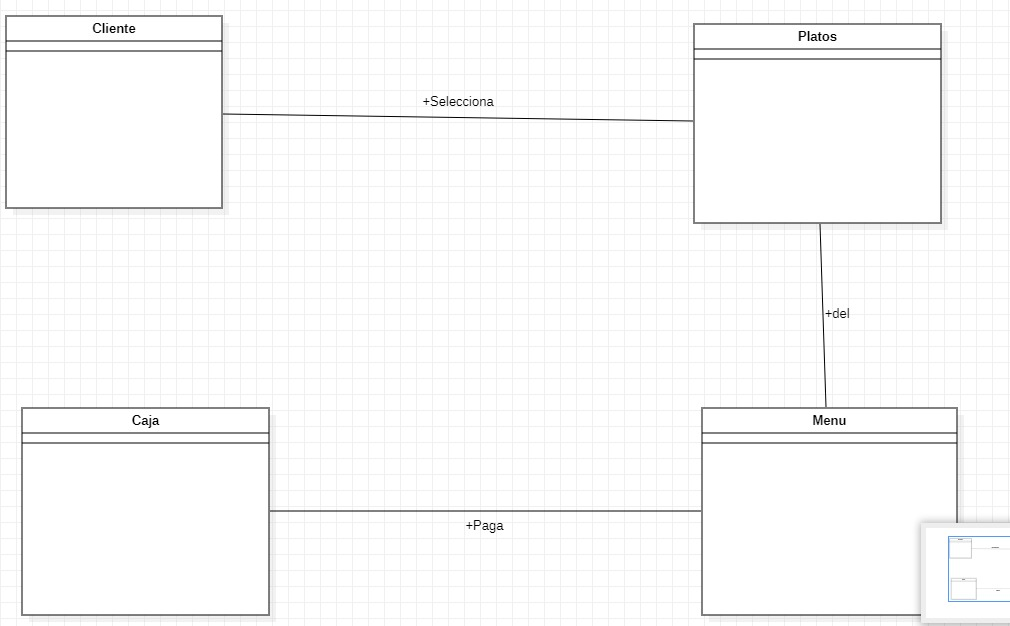 Cliente
Platos
+Selecciona
+del
Caja
Menu
+Paga